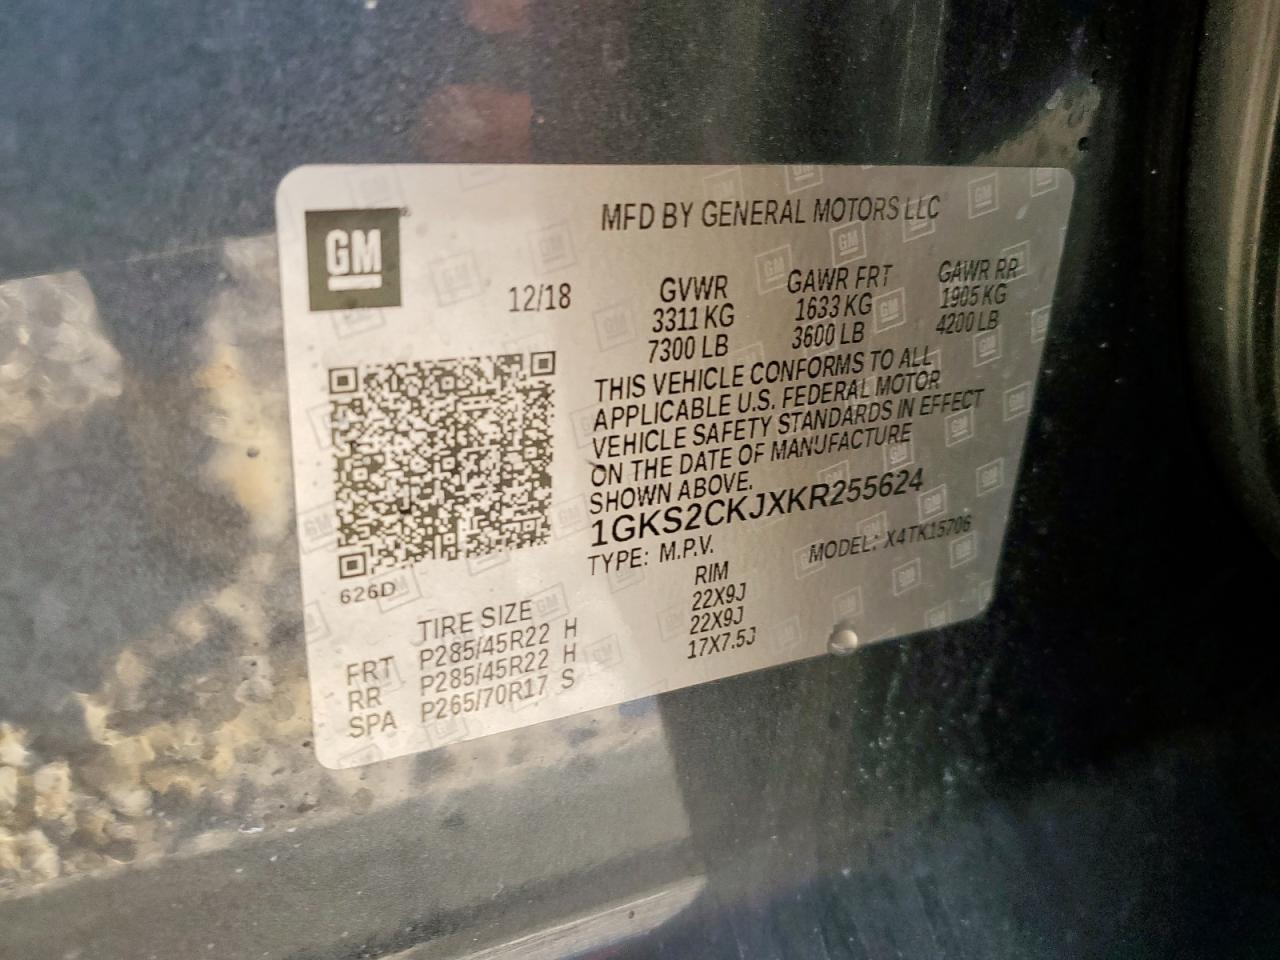 GM
MFD BY GENERAL MOTORS LLC
12/18
GVWR GAWR FRT GAWR RR
3311 KG 1633 KG 1905 KG
7300 LB 3600 LB 4200 LB
THIS VEHICLE CONFORMS TO ALL
APPLICABLE U.S. FEDERAL MOTOR
VEHICLE SAFETY STANDARDS IN EFFECT
ON THE DATE OF MANUFACTURE
SHOWN ABOVE.
1GKS2CKJXKR255624
TYPE: M.P.V. MODEL: X4TK15706
626D
TIRE SIZE RIM
FRT P285/45R22 H 22X9J
RR P285/45R22 H 22X9J
SPA P265/70R17 S 17X7.5J